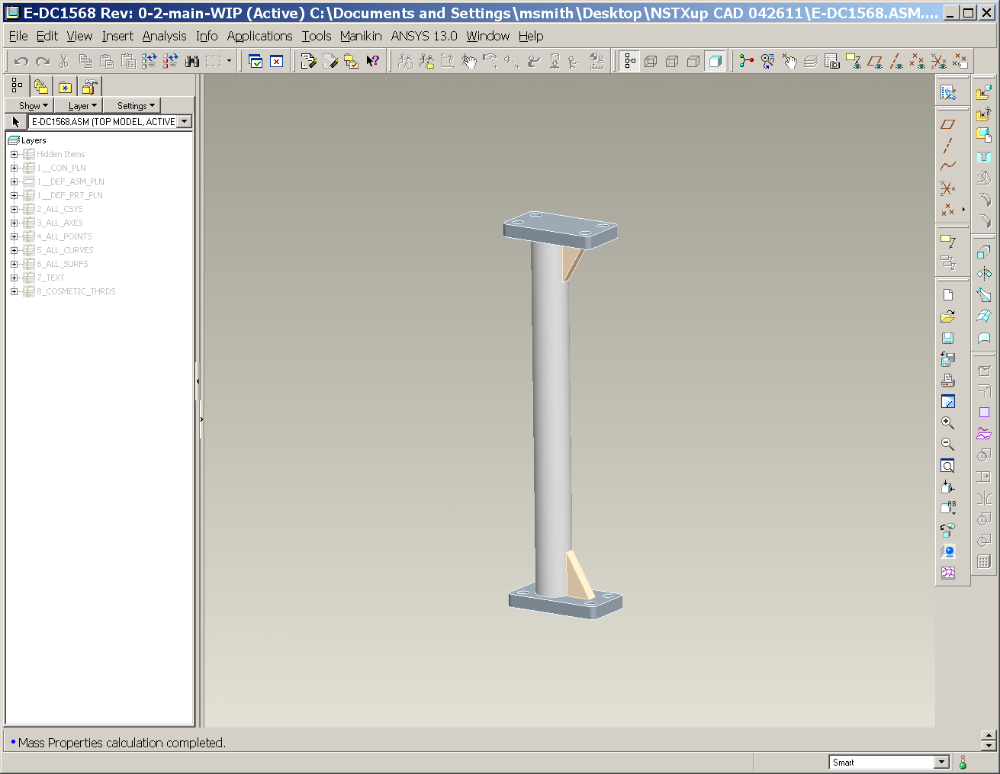 E-DC1568 Rev: 0-2-main-WIP (Active) C:\Documents and Settings\msmith\Desktop\NSTXup CAD 042611\E-DC1568.ASM....
File Edit View Insert Analysis Info Applications Tools Manikin ANSYS 13.0 Window Help
Show Layer Settings
E-DC1568.ASM (TOP MODEL, ACTIVE
Layers
Hidden Items
1__CON_PLN
1__DEF_ASM_PLN
1__DEF_PRT_PLN
2_ALL_CSYS
3_ALL_AXES
4_ALL_POINTS
5_ALL_CURVES
6_ALL_SURFS
7_TEXT
8_COSMETIC_THRDS
AB
Mass Properties calculation completed.
Smart